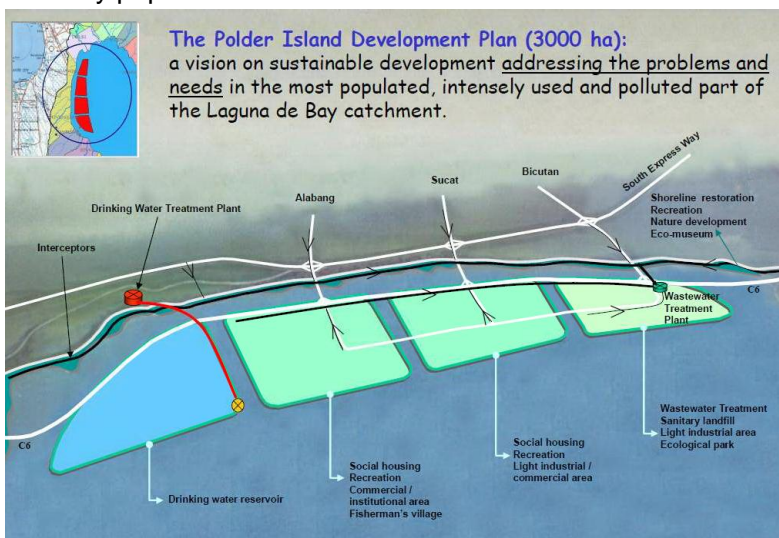 The Polder Island Development Plan (3000 ha):
a vision on sustainable development addressing the problems and
needs in the most populated, intensely used and polluted part of
the Laguna de Bay catchment.
South Express Way
Bicutan
Sucat
Alabang
Drinking Water Treatment Plant
Interceptors
Shoreline restoration
Recreation
Nature development
Eco-museum
C6
Wastewater
Treatment
Plant
C6
Drinking water reservoir
Social housing
Recreation
Commercial /
institutional area
Fisherman's village
Social housing
Recreation
Light industrial /
commercial area
Wastewater Treatment
Sanitary landfill
Light industrial area
Ecological park